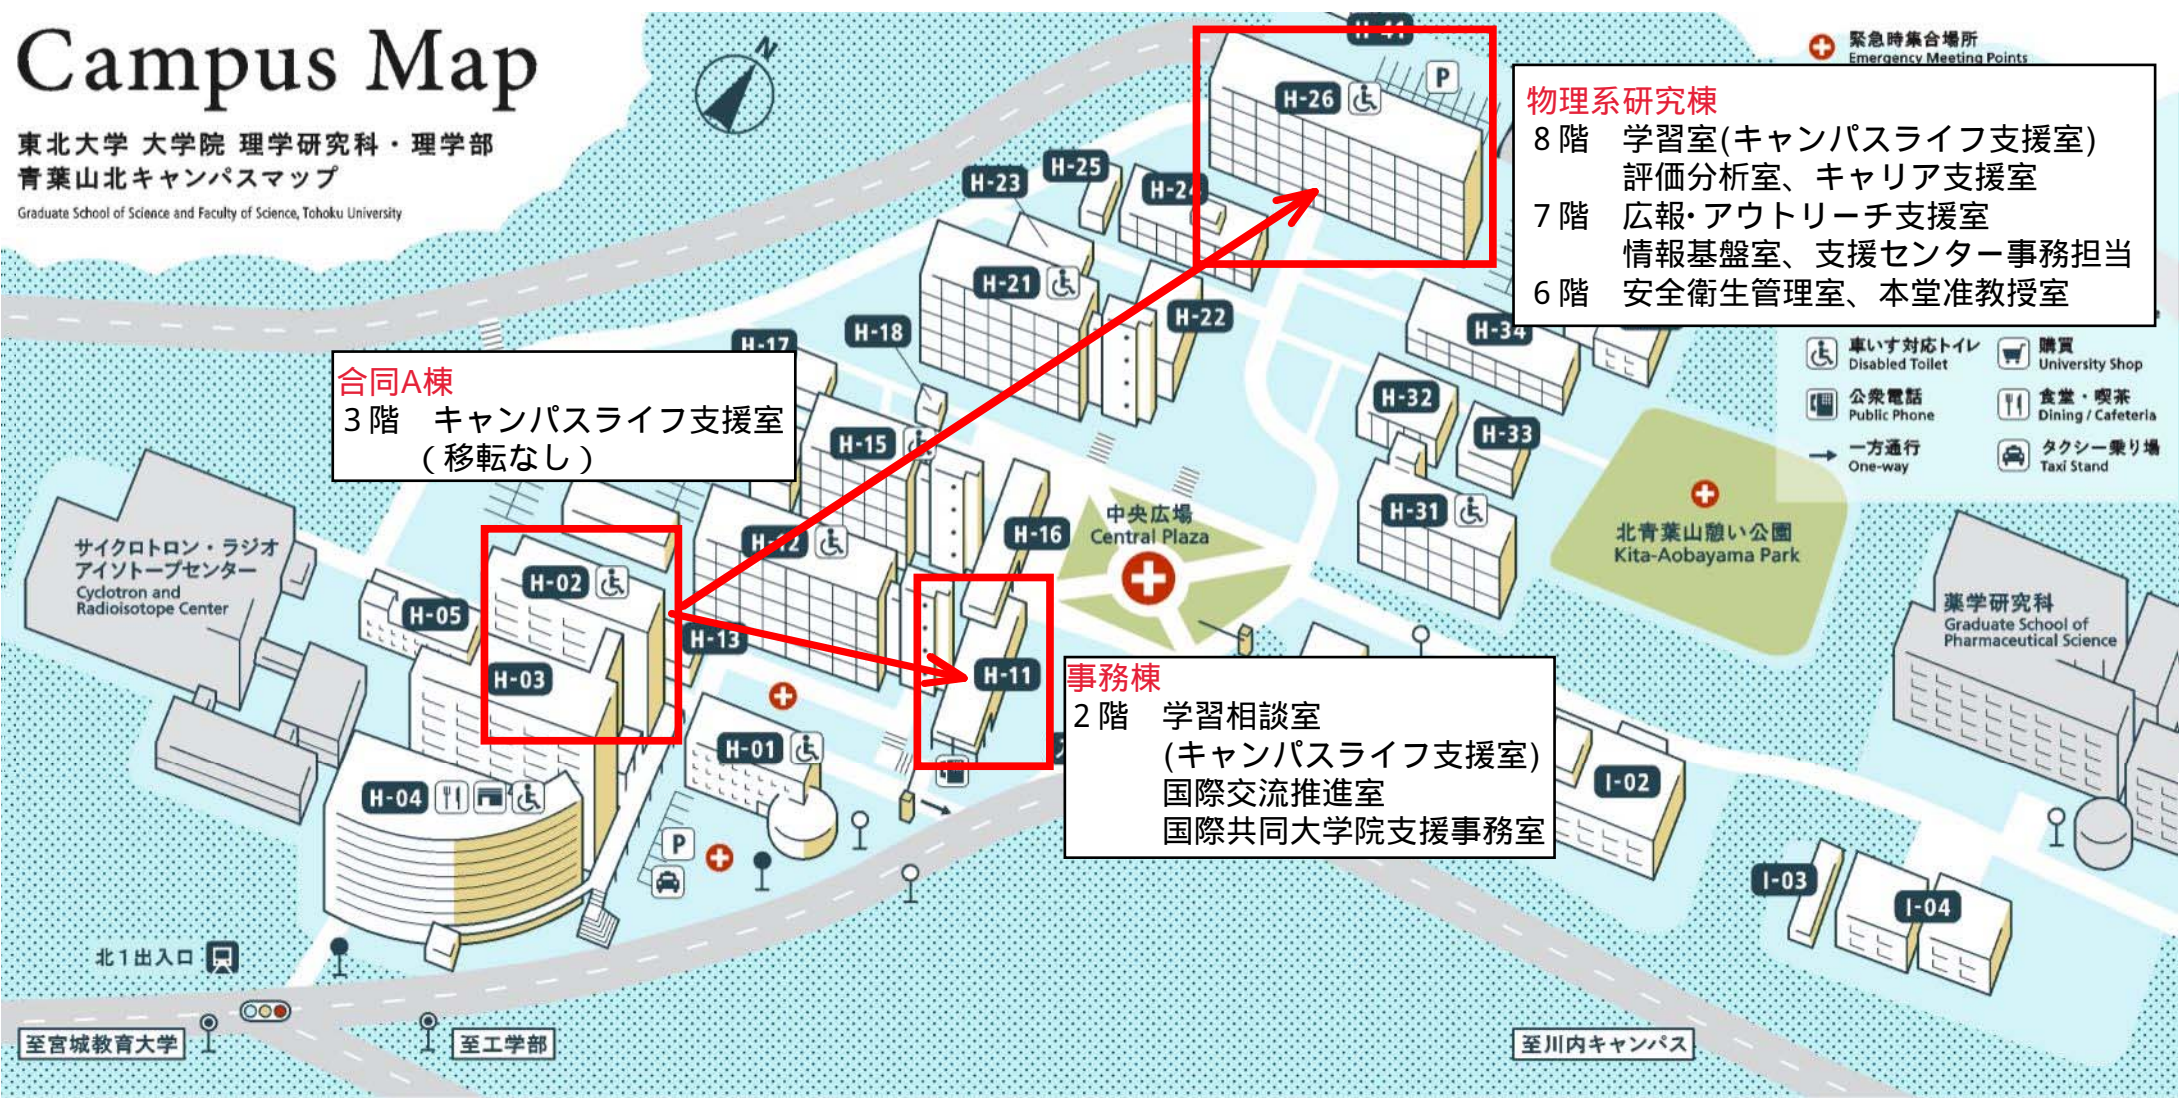 Campus Map
東北大学 大学院 理学研究科・理学部
青葉山北キャンパスマップ
Graduate School of Science and Faculty of Science, Tohoku University
N
H-41
緊急時集合場所
Emergency Meeting Points
H-26
P
物理系研究棟
8階 学習室(キャンパスライフ支援室)
評価分析室、キャリア支援室
7階 広報・アウトリーチ支援室
情報基盤室、支援センター事務担当
6階 安全衛生管理室、本堂准教授室
H-25
H-23
H-24
H-21
H-22
H-18
H-17
H-34
車いす対応トイレ
Disabled Toilet
購買
University Shop
公衆電話
Public Phone
食堂・喫茶
Dining / Cafeteria
一方通行
One-way
タクシー乗り場
Taxi Stand
合同A棟
3階 キャンパスライフ支援室
(移転なし)
H-32
H-33
H-15
H-31
H-16
中央広場
Central Plaza
北青葉山憩い公園
Kita-Aobayama Park
H-12
サイクロトロン・ラジオ
アイソトープセンター
Cyclotron and
Radioisotope Center
H-02
H-05
H-13
H-03
H-11
薬学研究科
Graduate School of
Pharmaceutical Science
事務棟
2階 学習相談室
(キャンパスライフ支援室)
国際交流推進室
国際共同大学院支援事務室
H-01
H-04
P
I-02
I-03
I-04
北1出入口
至宮城教育大学
至工学部
至川内キャンパス